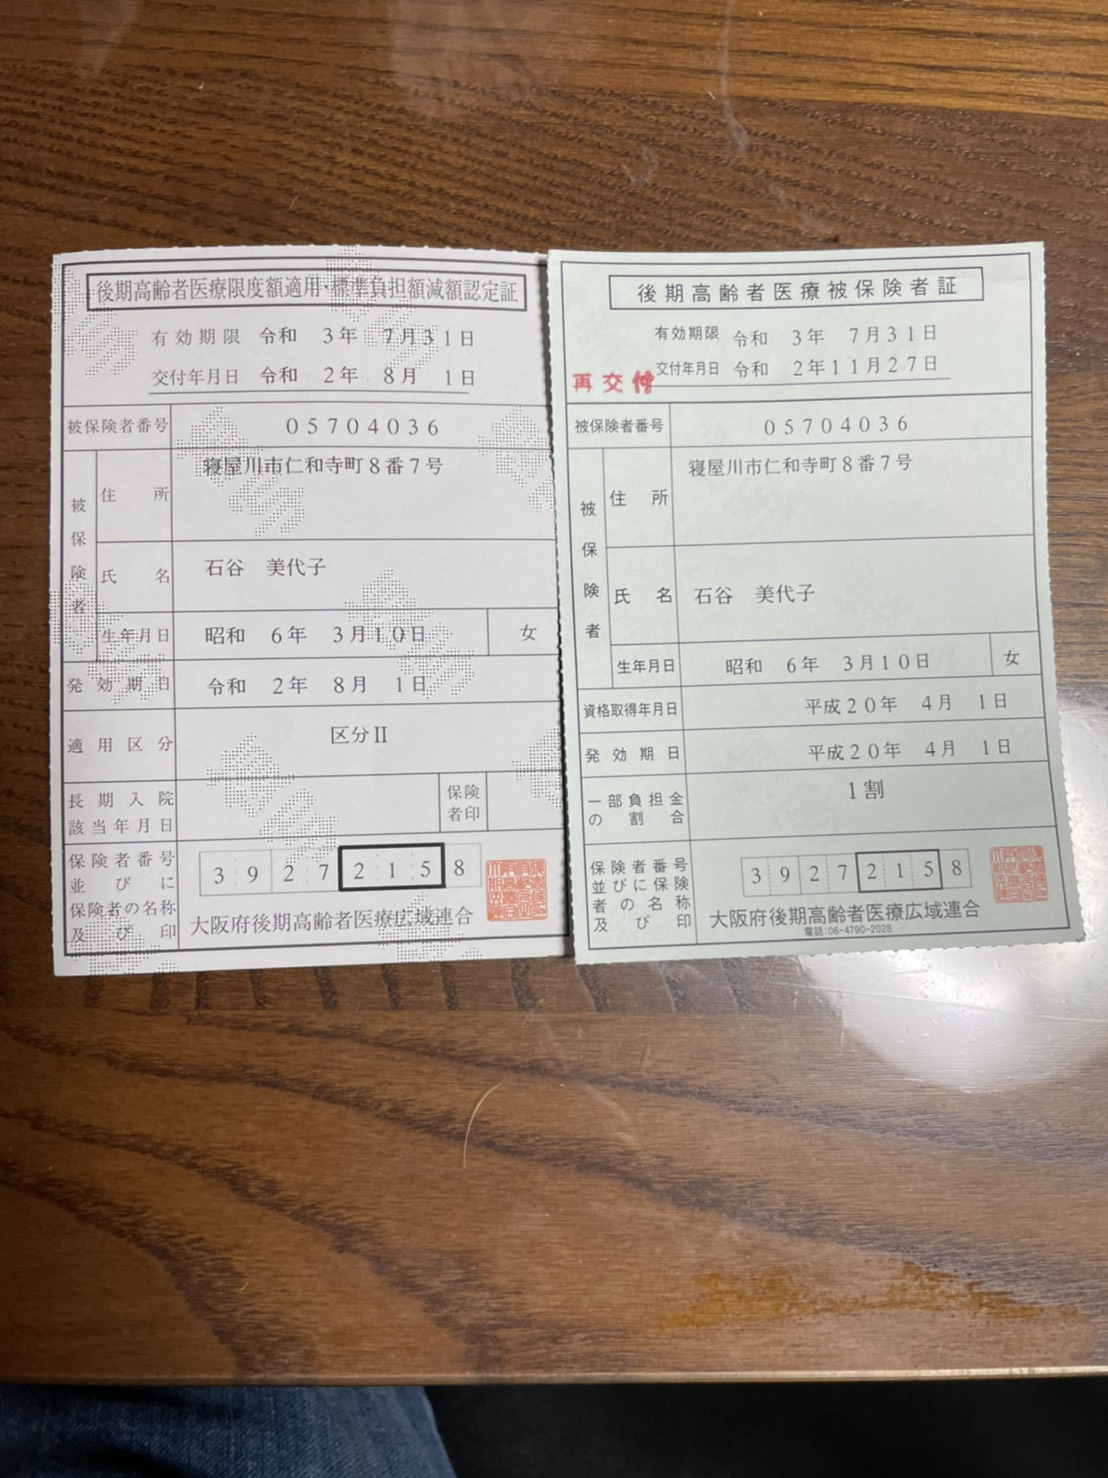 後期高齢者医療限度額適用・標準負担額減額認定証
有効期限 令和 3年 7月31日
交付年月日 令和 2年 8月 1日
被保険者番号 05704036
被保険者
住所 寝屋川市仁和寺町8番7号
氏名 石谷 美代子
生年月日 昭和 6年 3月10日 女
発効期日 令和 2年 8月 1日
適用区分 区分Ⅱ
長期入院
該当年月日
保険
者印
保険者番号
並びに
保険者の名称
及び印
39272158
大阪府後期高齢者医療広域連合
後期高齢者医療被保険者証
有効期限 令和 3年 7月31日
再交付 交付年月日 令和 2年11月27日
被保険者番号 05704036
被保険者
住所 寝屋川市仁和寺町8番7号
氏名 石谷 美代子
生年月日 昭和 6年 3月10日 女
資格取得年月日 平成20年 4月 1日
発効期日 平成20年 4月 1日
一部負担金
の割合
1割
保険者番号
並びに保険
者の名称
及び印
39272158
大阪府後期高齢者医療広域連合
電話:06-4790-2028